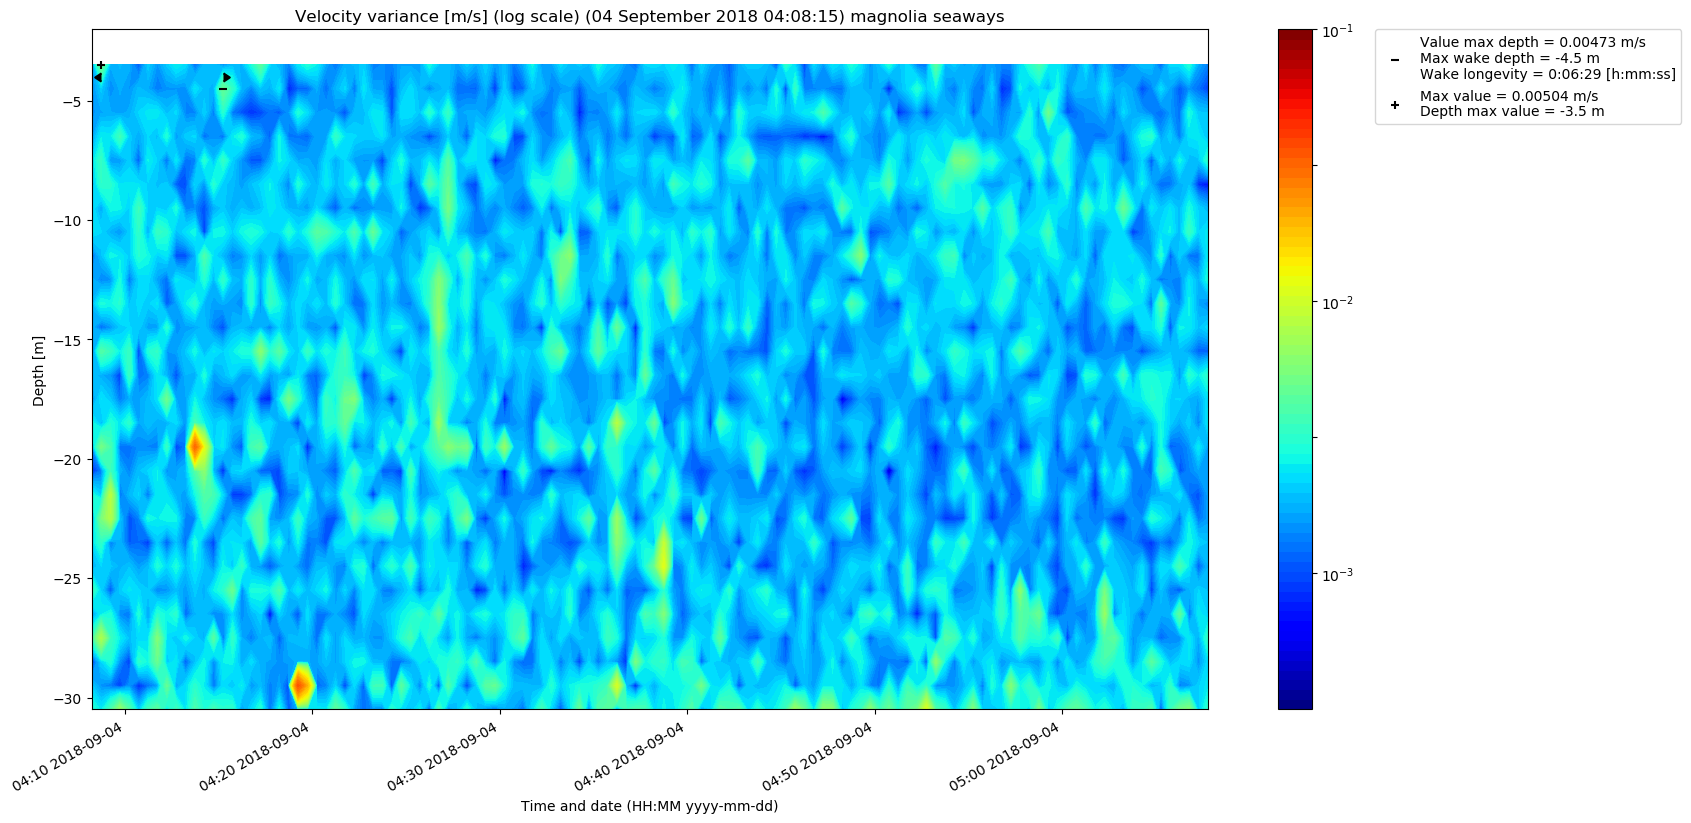 Velocity variance [m/s] (log scale) (04 September 2018 04:08:15) magnolia seaways
Value max depth = 0.00473 m/s
Max wake depth = -4.5 m
Wake longevity = 0:06:29 [h:mm:ss]
Max value = 0.00504 m/s
Depth max value = -3.5 m
10⁻¹
10⁻²
10⁻³
Depth [m]
−5
−10
−15
−20
−25
−30
04:10 2018-09-04
04:20 2018-09-04
04:30 2018-09-04
04:40 2018-09-04
04:50 2018-09-04
05:00 2018-09-04
Time and date (HH:MM yyyy-mm-dd)